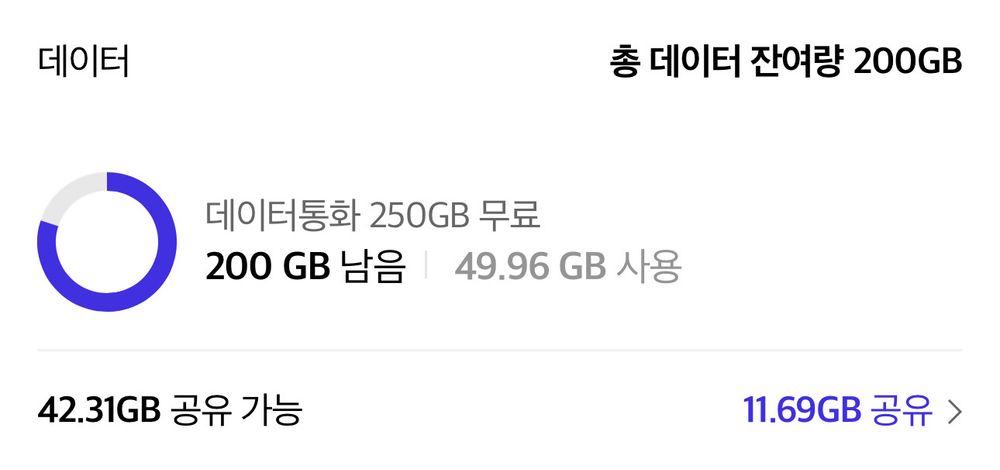 데이터
총 데이터 잔여량 200GB
데이터통화 250GB 무료
200 GB 남음 | 49.96 GB 사용
42.31GB 공유 가능
11.69GB 공유 >